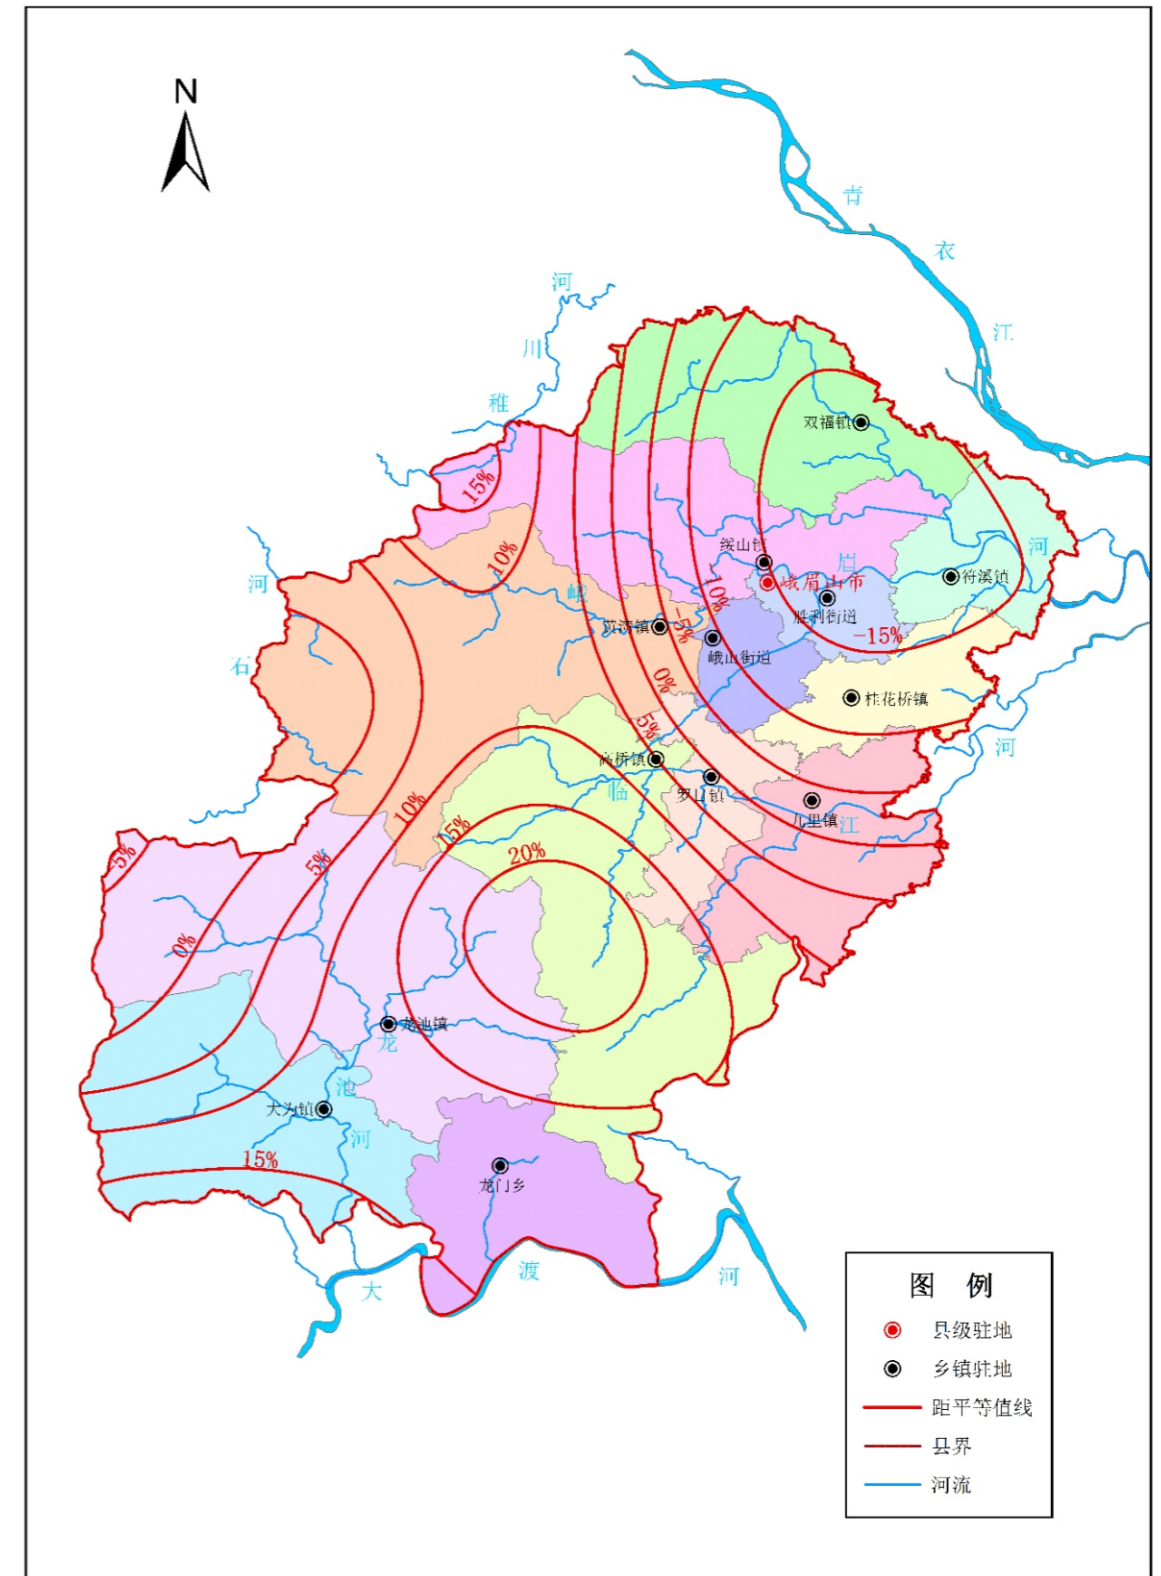 N
青
衣
江
河
川
稚
双福镇
15%
10%
绥山镇
眉
河
峨眉山市
符溪镇
河
峨
-10%
胜利街道
黄湾镇
-5%
-15%
峨山街道
石
0%
桂花桥镇
5%
河
高桥镇
罗目镇
临
10%
九里镇
江
15%
20%
-5%
5%
0%
龙池镇
龙
池
大为镇
河
15%
龙门乡
渡
河
大
图 例
县级驻地
乡镇驻地
距平等值线
县界
河流